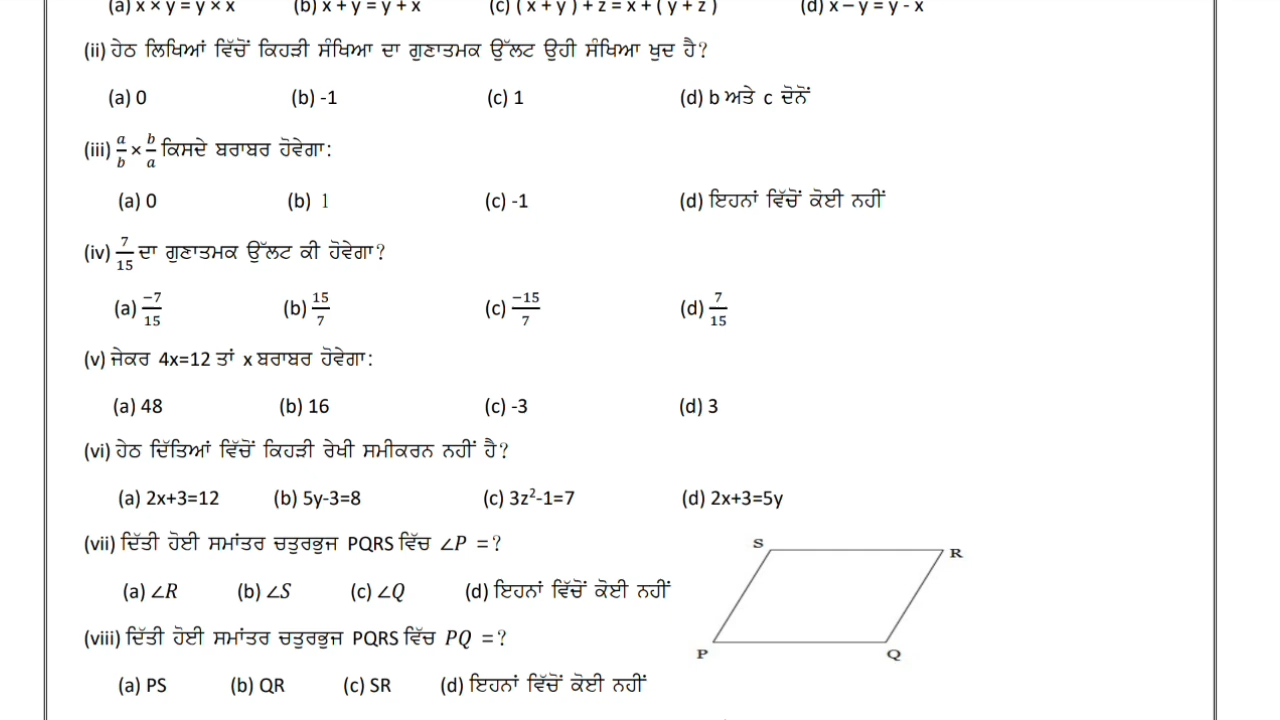 (a) x × y = y × x (b) x + y = y + x (c) ( x + y ) + z = x + ( y + z ) (d) x – y = y - x
(ii) ਹੇਠ ਲਿਖਿਆਂ ਵਿੱਚੋਂ ਕਿਹੜੀ ਸੰਖਿਆ ਦਾ ਗੁਣਾਤਮਕ ਉੱਲਟ ਉਹੀ ਸੰਖਿਆ ਖੁਦ ਹੈ?
(a) 0 (b) -1 (c) 1 (d) b ਅਤੇ c ਦੋਨੋਂ
(iii) a/b × b/a ਕਿਸਦੇ ਬਰਾਬਰ ਹੋਵੇਗਾ:
(a) 0 (b) 1 (c) -1 (d) ਇਹਨਾਂ ਵਿੱਚੋਂ ਕੋਈ ਨਹੀਂ
(iv) 7/15 ਦਾ ਗੁਣਾਤਮਕ ਉੱਲਟ ਕੀ ਹੋਵੇਗਾ?
(a) −7/15 (b) 15/7 (c) −15/7 (d) 7/15
(v) ਜੇਕਰ 4x=12 ਤਾਂ x ਬਰਾਬਰ ਹੋਵੇਗਾ:
(a) 48 (b) 16 (c) -3 (d) 3
(vi) ਹੇਠ ਦਿੱਤਿਆਂ ਵਿੱਚੋਂ ਕਿਹੜੀ ਰੇਖੀ ਸਮੀਕਰਨ ਨਹੀਂ ਹੈ?
(a) 2x+3=12 (b) 5y-3=8 (c) 3z²-1=7 (d) 2x+3=5y
(vii) ਦਿੱਤੀ ਹੋਈ ਸਮਾਂਤਰ ਚਤੁਰਭੁਜ PQRS ਵਿੱਚ ∠P =?
S R
(a) ∠R (b) ∠S (c) ∠Q (d) ਇਹਨਾਂ ਵਿੱਚੋਂ ਕੋਈ ਨਹੀਂ
(viii) ਦਿੱਤੀ ਹੋਈ ਸਮਾਂਤਰ ਚਤੁਰਭੁਜ PQRS ਵਿੱਚ PQ =?
P Q
(a) PS (b) QR (c) SR (d) ਇਹਨਾਂ ਵਿੱਚੋਂ ਕੋਈ ਨਹੀਂ